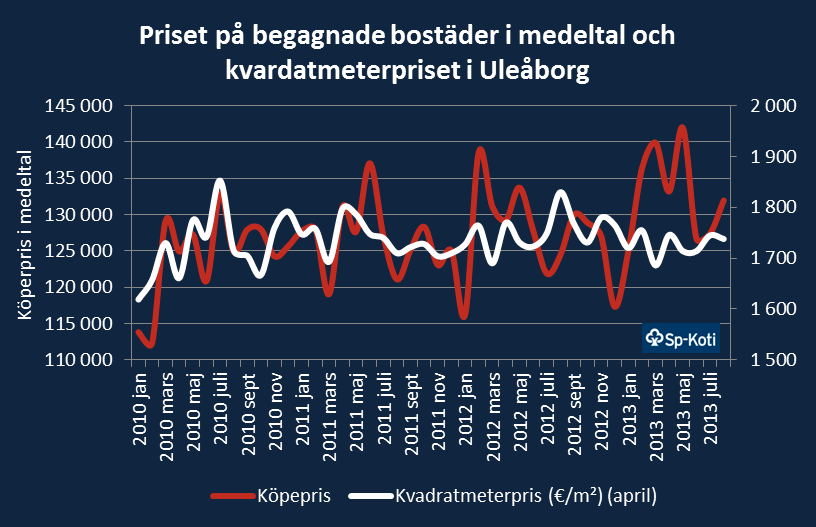 Priset på begagnade bostäder i medeltal och
kvardatmeterpriset i Uleåborg
145 000
140 000
135 000
130 000
125 000
120 000
115 000
110 000
Köperpris i medeltal
2 000
1 900
1 800
1 700
1 600
1 500
Sp-Koti
2010 jan
2010 mars
2010 maj
2010 juli
2010 sept
2010 nov
2011 jan
2011 mars
2011 maj
2011 juli
2011 sept
2011 nov
2012 jan
2012 mars
2012 maj
2012 juli
2012 sept
2012 nov
2013 jan
2013 mars
2013 maj
2013 juli
Köpepris
Kvadratmeterpris (€/m²) (april)